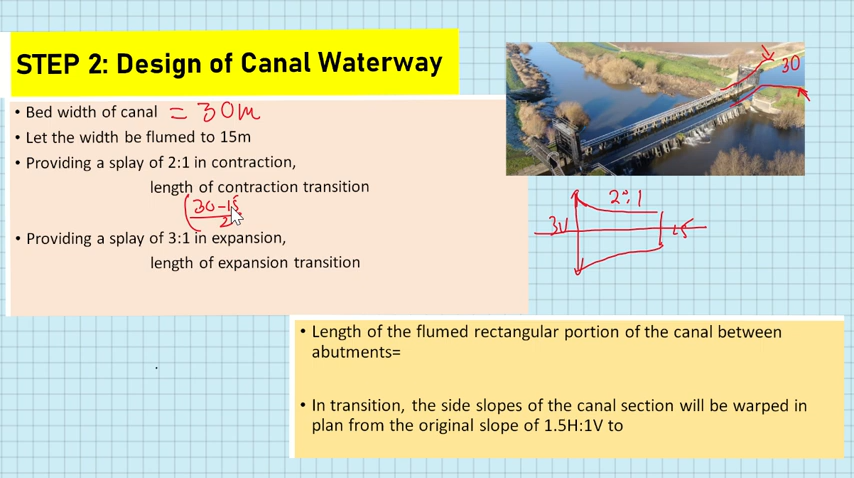 STEP 2: Design of Canal Waterway
30
• Bed width of canal = 30m
• Let the width be flumed to 15m
• Providing a splay of 2:1 in contraction,
length of contraction transition
(30-15
2
• Providing a splay of 3:1 in expansion,
length of expansion transition
2:1
30
15
• Length of the flumed rectangular portion of the canal between
abutments=
• In transition, the side slopes of the canal section will be warped in
plan from the original slope of 1.5H:1V to